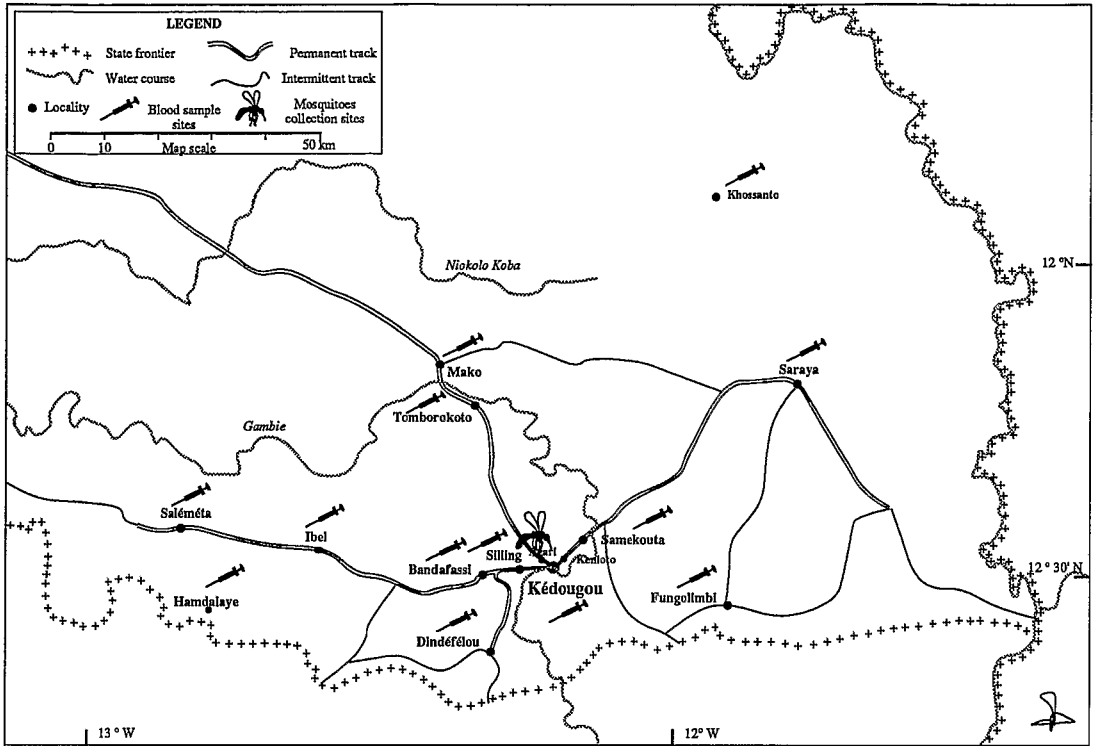 LEGEND
State frontier
Permanent track
Water course
Intermittent track
Locality
Blood sample sites
Mosquitoes collection sites
0 10 50 km
Map scale
Khossanto
12 °N
Niokolo Koba
Mako
Saraya
Tomborokoto
Gambie
Saléméta
Ibel
Samekouta
Silling
Bandafassi
Kenioto
Kédougou
12° 30' N
Hamdalaye
Fungolimbi
Dindéfélou
13 ° W
12° W